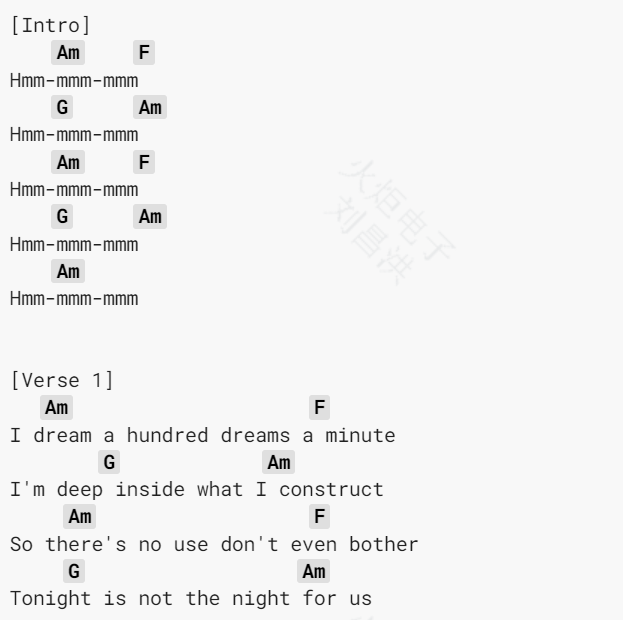 [Intro]
Am F
Hmm-mmm-mmm
G Am
Hmm-mmm-mmm
Am F
Hmm-mmm-mmm
G Am
Hmm-mmm-mmm
Am
Hmm-mmm-mmm
火炬电子
刘昌洪
[Verse 1]
Am F
I dream a hundred dreams a minute
G Am
I'm deep inside what I construct
Am F
So there's no use don't even bother
G Am
Tonight is not the night for us